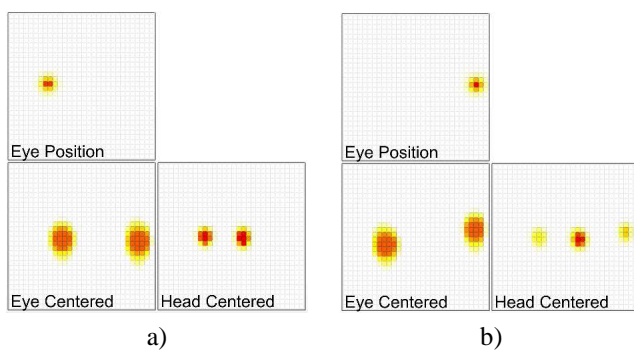 Eye Position
Eye Position
Eye Centered
Head Centered
Eye Centered
Head Centered
a)
b)